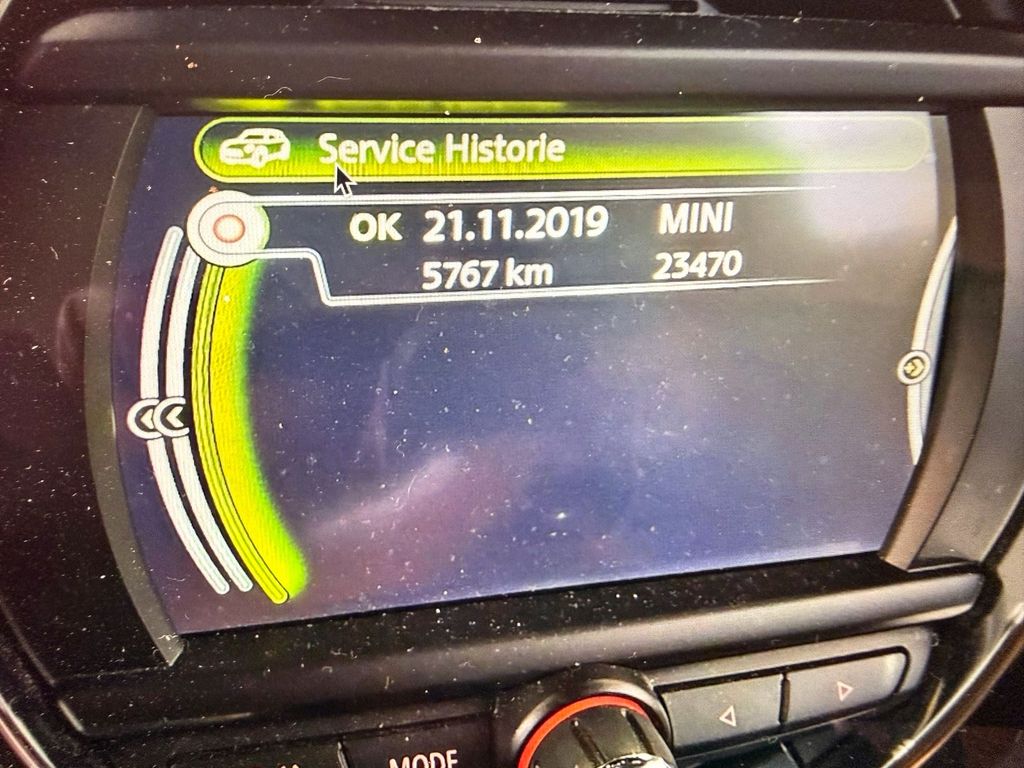 Service Historie
OK 21.11.2019 MINI
5767 km 23470
MODE